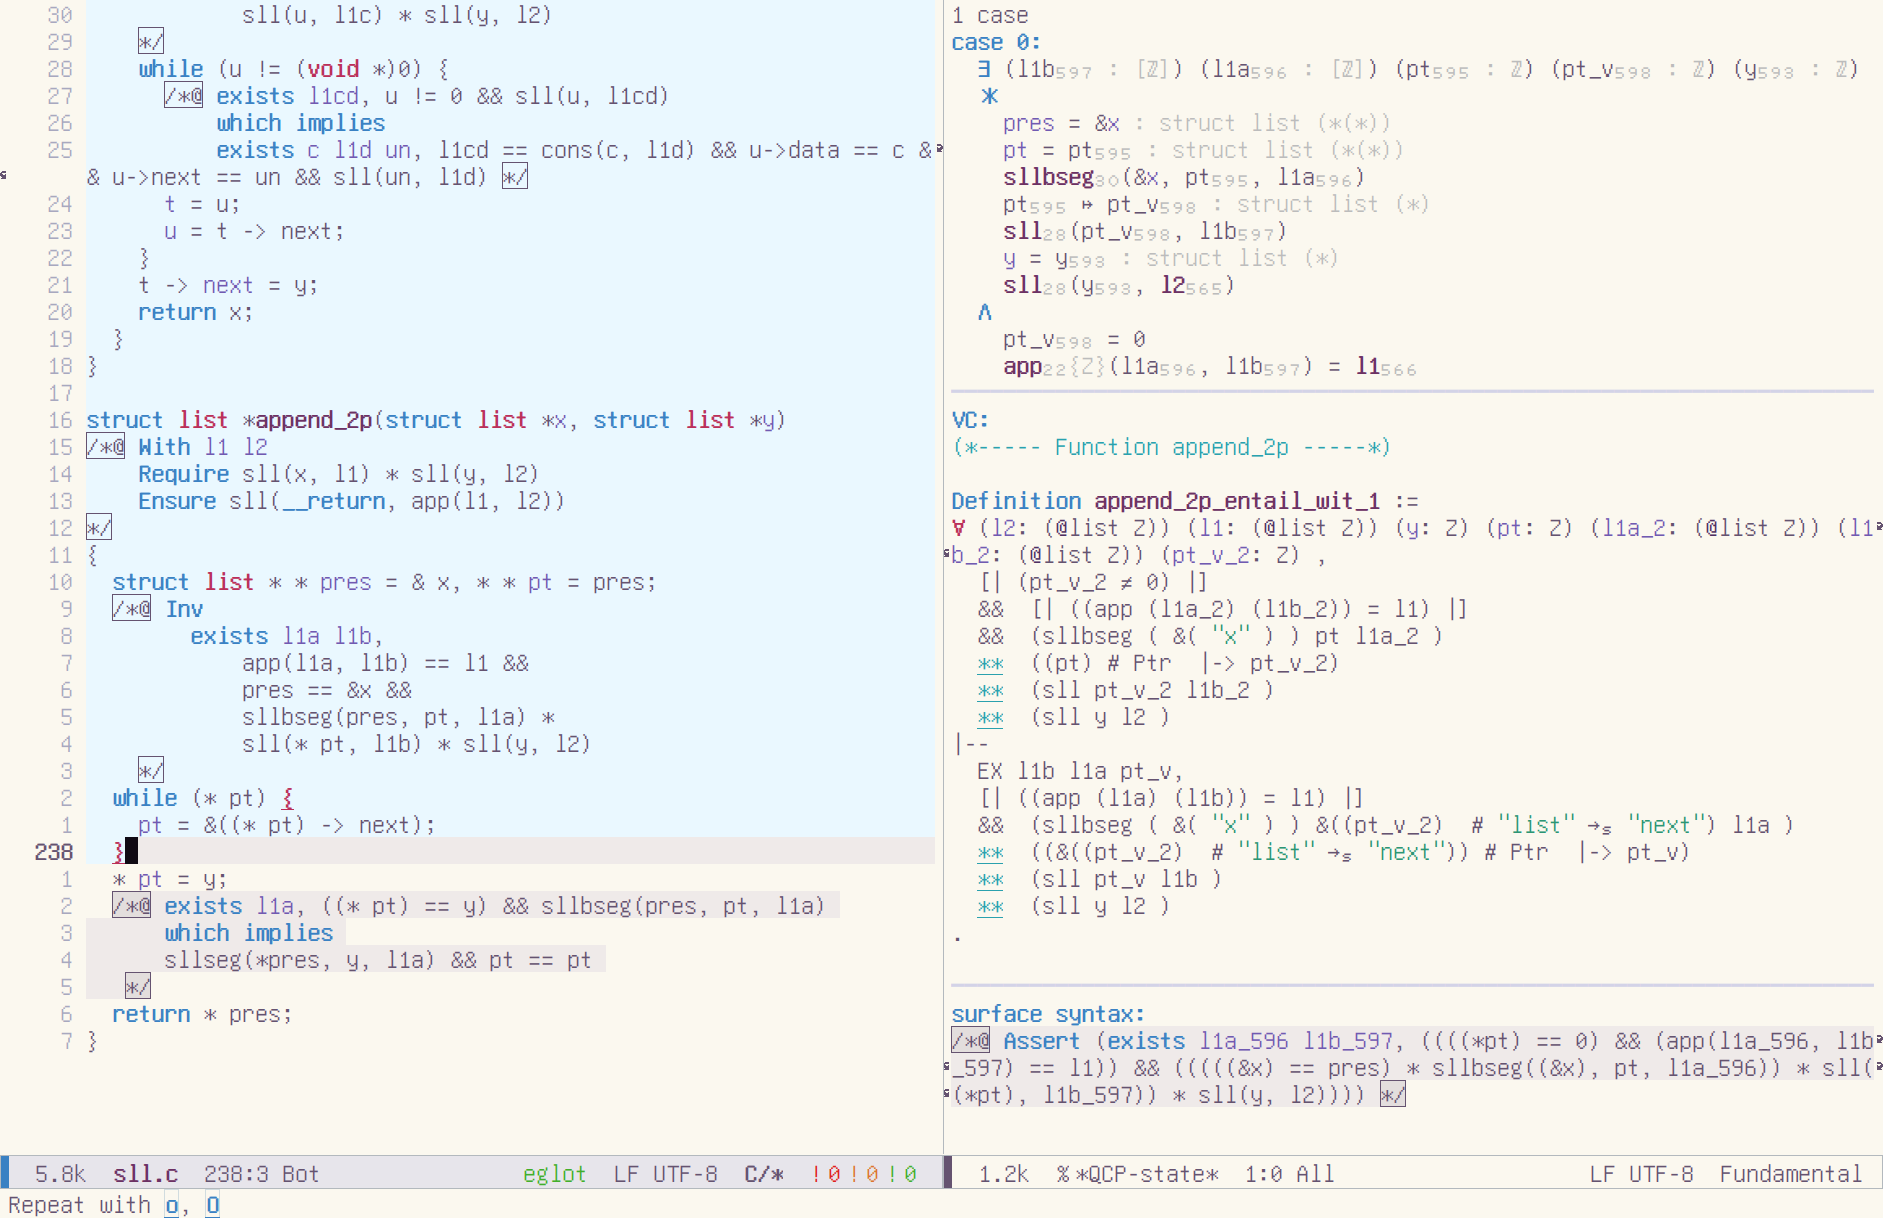 30            sll(u, l1c) * sll(y, l2)
29    */
28    while (u != (void *)0) {
27      /*@ exists l1cd, u != 0 && sll(u, l1cd)
26          which implies
25          exists c l1d un, l1cd == cons(c, l1d) && u->data == c &
& u->next == un && sll(un, l1d) */
24      t = u;
23      u = t -> next;
22    }
21    t -> next = y;
20    return x;
19  }
18 }
17
16 struct list *append_2p(struct list *x, struct list *y)
15 /*@ With l1 l2
14    Require sll(x, l1) * sll(y, l2)
13    Ensure sll(__return, app(l1, l2))
12 */
11 {
10  struct list * * pres = & x, * * pt = pres;
9  /*@ Inv
8        exists l1a l1b,
7            app(l1a, l1b) == l1 &&
6            pres == &x &&
5            sllbseg(pres, pt, l1a) *
4            sll(* pt, l1b) * sll(y, l2)
3    */
2  while (* pt) {
1    pt = &((* pt) -> next);
238  }
1  * pt = y;
2  /*@ exists l1a, ((* pt) == y) && sllbseg(pres, pt, l1a)
3      which implies
4      sllseg(*pres, y, l1a) && pt == pt
5   */
6  return * pres;
7 }
5.8k  sll.c  238:3 Bot  eglot  LF UTF-8  C/*  !0!0!0
Repeat with o, O
1 case
case 0:
  ∃ (l1b₅₉₇ : [ℤ]) (l1a₅₉₆ : [ℤ]) (pt₅₉₅ : ℤ) (pt_v₅₉₈ : ℤ) (y₅₉₃ : ℤ)
  *
    pres = &x : struct list (*(*))
    pt = pt₅₉₅ : struct list (*(*))
    sllbseg₃₀(&x, pt₅₉₅, l1a₅₉₆)
    pt₅₉₅ ↦ pt_v₅₉₈ : struct list (*)
    sll₂₈(pt_v₅₉₈, l1b₅₉₇)
    y = y₅₉₃ : struct list (*)
    sll₂₈(y₅₉₃, l2₅₆₅)
  ∧
    pt_v₅₉₈ = 0
    app₂₂{Z}(l1a₅₉₆, l1b₅₉₇) = l1₅₆₆
VC:
(*----- Function append_2p -----*)
Definition append_2p_entail_wit_1 :=
∀ (l2: (@list Z)) (l1: (@list Z)) (y: Z) (pt: Z) (l1a_2: (@list Z)) (l1
b_2: (@list Z)) (pt_v_2: Z) ,
  [| (pt_v_2 ≠ 0) |]
  &&  [| ((app (l1a_2) (l1b_2)) = l1) |]
  &&  (sllbseg ( &( "x" ) ) pt l1a_2 )
  **  ((pt) # Ptr  |-> pt_v_2)
  **  (sll pt_v_2 l1b_2 )
  **  (sll y l2 )
|--
  EX l1b l1a pt_v,
  [| ((app (l1a) (l1b)) = l1) |]
  &&  (sllbseg ( &( "x" ) ) &((pt_v_2)  # "list" →ₛ "next") l1a )
  **  ((&((pt_v_2)  # "list" →ₛ "next")) # Ptr  |-> pt_v)
  **  (sll pt_v l1b )
  **  (sll y l2 )
.
surface syntax:
/*@ Assert (exists l1a_596 l1b_597, ((((*pt) == 0) && (app(l1a_596, l1b
_597) == l1)) && (((((&x) == pres) * sllbseg((&x), pt, l1a_596)) * sll(
(*pt), l1b_597)) * sll(y, l2)))) */
1.2k  %*QCP-state*  1:0 All  LF UTF-8  Fundamental